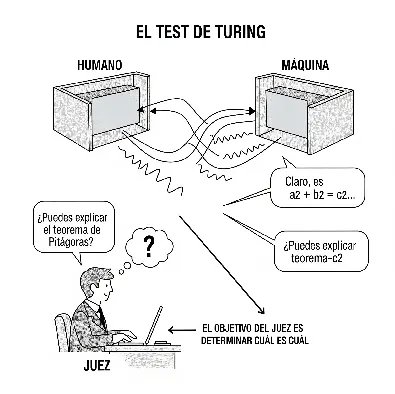 EL TEST DE TURING
HUMANO
MÁQUINA
Claro, es
a2 + b2 = c2...
¿Puedes explicar
el teorema de
Pitágoras?
?
¿Puedes explicar
teorema-c2
EL OBJETIVO DEL JUEZ ES
DETERMINAR CUÁL ES CUÁL
JUEZ